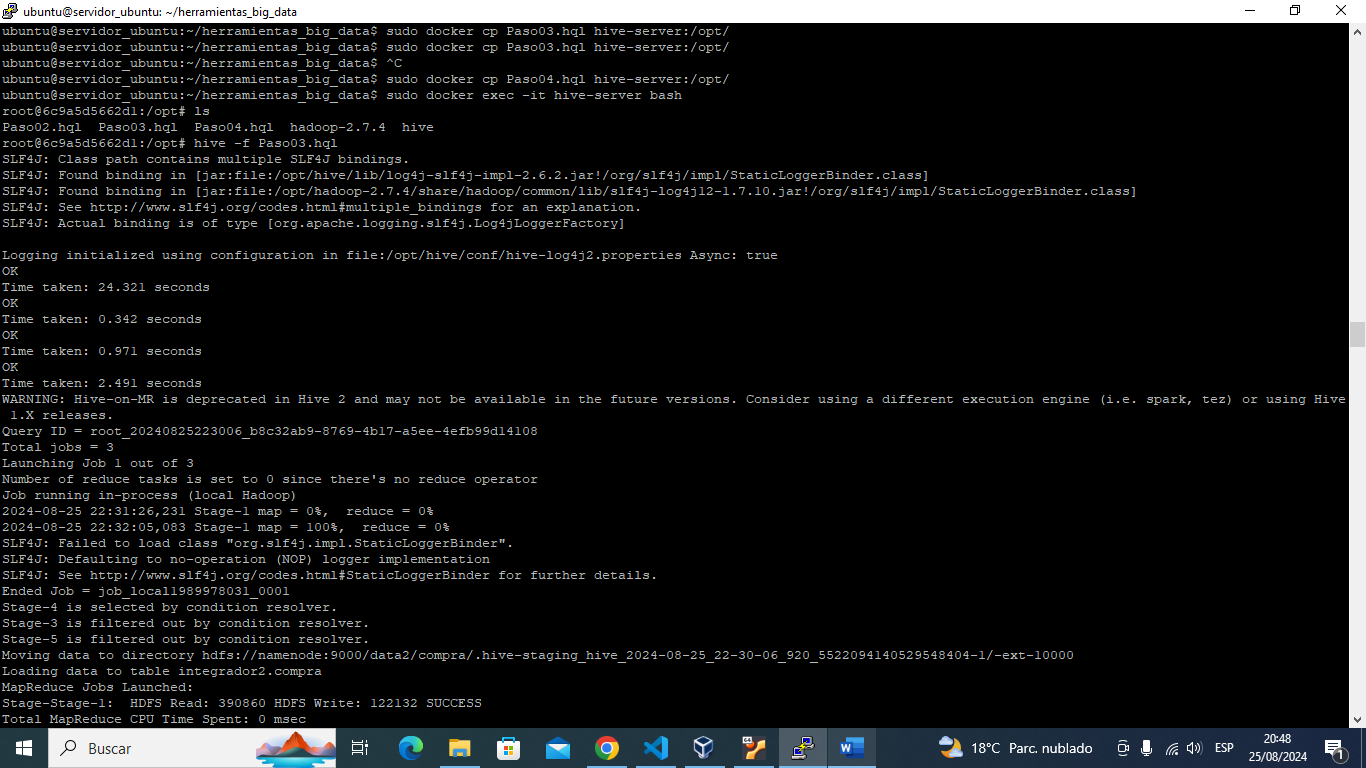 ubuntu@servidor_ubuntu: ~/herramientas_big_data
ubuntu@servidor_ubuntu:~/herramientas_big_data$ sudo docker cp Paso03.hql hive-server:/opt/
ubuntu@servidor_ubuntu:~/herramientas_big_data$ sudo docker cp Paso03.hql hive-server:/opt/
ubuntu@servidor_ubuntu:~/herramientas_big_data$ ^C
ubuntu@servidor_ubuntu:~/herramientas_big_data$ sudo docker cp Paso04.hql hive-server:/opt/
ubuntu@servidor_ubuntu:~/herramientas_big_data$ sudo docker exec -it hive-server bash
root@6c9a5d5662d1:/opt# ls
Paso02.hql  Paso03.hql  Paso04.hql  hadoop-2.7.4  hive
root@6c9a5d5662d1:/opt# hive -f Paso03.hql
SLF4J: Class path contains multiple SLF4J bindings.
SLF4J: Found binding in [jar:file:/opt/hive/lib/log4j-slf4j-impl-2.6.2.jar!/org/slf4j/impl/StaticLoggerBinder.class]
SLF4J: Found binding in [jar:file:/opt/hadoop-2.7.4/share/hadoop/common/lib/slf4j-log4j12-1.7.10.jar!/org/slf4j/impl/StaticLoggerBinder.class]
SLF4J: See http://www.slf4j.org/codes.html#multiple_bindings for an explanation.
SLF4J: Actual binding is of type [org.apache.logging.slf4j.Log4jLoggerFactory]
Logging initialized using configuration in file:/opt/hive/conf/hive-log4j2.properties Async: true
OK
Time taken: 24.321 seconds
OK
Time taken: 0.342 seconds
OK
Time taken: 0.971 seconds
OK
Time taken: 2.491 seconds
WARNING: Hive-on-MR is deprecated in Hive 2 and may not be available in the future versions. Consider using a different execution engine (i.e. spark, tez) or using Hive
1.X releases.
Query ID = root_20240825223006_b8c32ab9-8769-4b17-a5ee-4efb99d14108
Total jobs = 3
Launching Job 1 out of 3
Number of reduce tasks is set to 0 since there's no reduce operator
Job running in-process (local Hadoop)
2024-08-25 22:31:26,231 Stage-1 map = 0%,  reduce = 0%
2024-08-25 22:32:05,083 Stage-1 map = 100%,  reduce = 0%
SLF4J: Failed to load class "org.slf4j.impl.StaticLoggerBinder".
SLF4J: Defaulting to no-operation (NOP) logger implementation
SLF4J: See http://www.slf4j.org/codes.html#StaticLoggerBinder for further details.
Ended Job = job_local1989978031_0001
Stage-4 is selected by condition resolver.
Stage-3 is filtered out by condition resolver.
Stage-5 is filtered out by condition resolver.
Moving data to directory hdfs://namenode:9000/data2/compra/.hive-staging_hive_2024-08-25_22-30-06_920_5522094140529548404-1/-ext-10000
Loading data to table integrador2.compra
MapReduce Jobs Launched:
Stage-Stage-1:  HDFS Read: 390860 HDFS Write: 122132 SUCCESS
Total MapReduce CPU Time Spent: 0 msec
Buscar
18°C Parc. nublado
ESP
20:48
25/08/2024
1